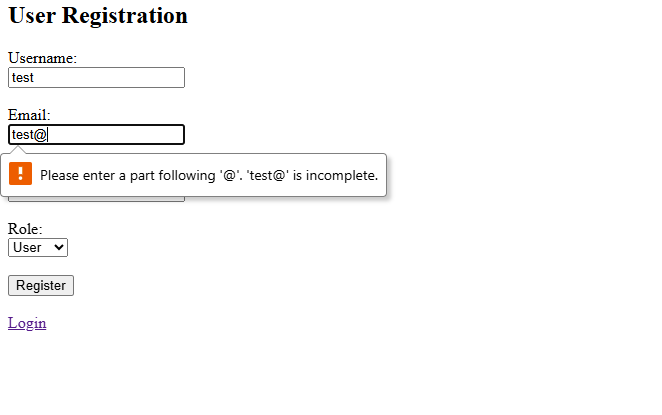 User Registration
Username:
test
Email:
test@
Please enter a part following '@'. 'test@' is incomplete.
Role:
User
Register
Login